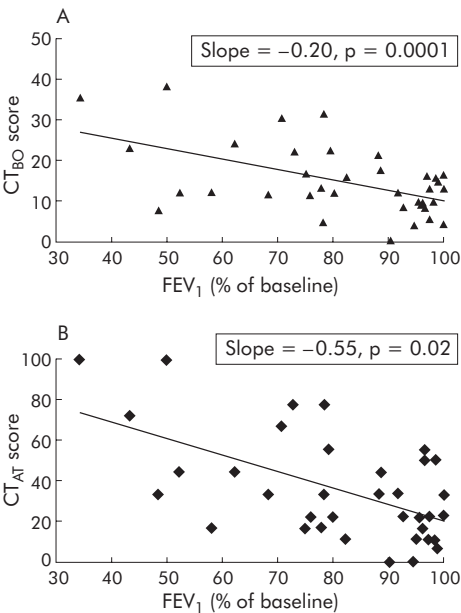 A
Slope = −0.20, p = 0.0001
50
40
30
20
10
0
CT_BO score
30 40 50 60 70 80 90 100
FEV_1 (% of baseline)
B
Slope = −0.55, p = 0.02
100
80
60
40
20
0
CT_AT score
30 40 50 60 70 80 90 100
FEV_1 (% of baseline)